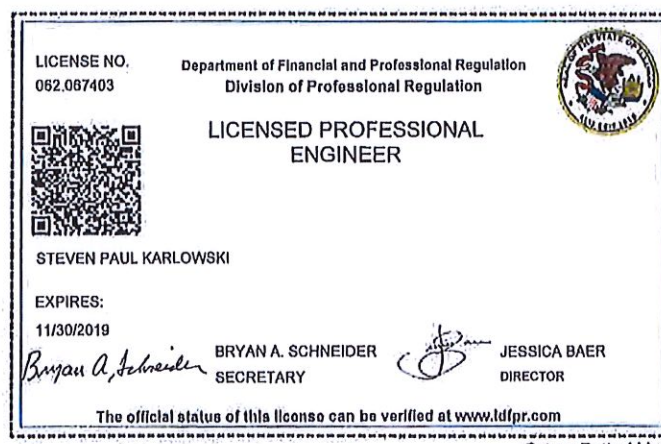 LICENSE NO.
062.067403
Department of Financial and Professional Regulation
Division of Professional Regulation
LICENSED PROFESSIONAL
ENGINEER
STEVEN PAUL KARLOWSKI
EXPIRES:
11/30/2019
Bryan A. Schneider
BRYAN A. SCHNEIDER
SECRETARY
JESSICA BAER
DIRECTOR
The official status of this license can be verified at www.idfpr.com